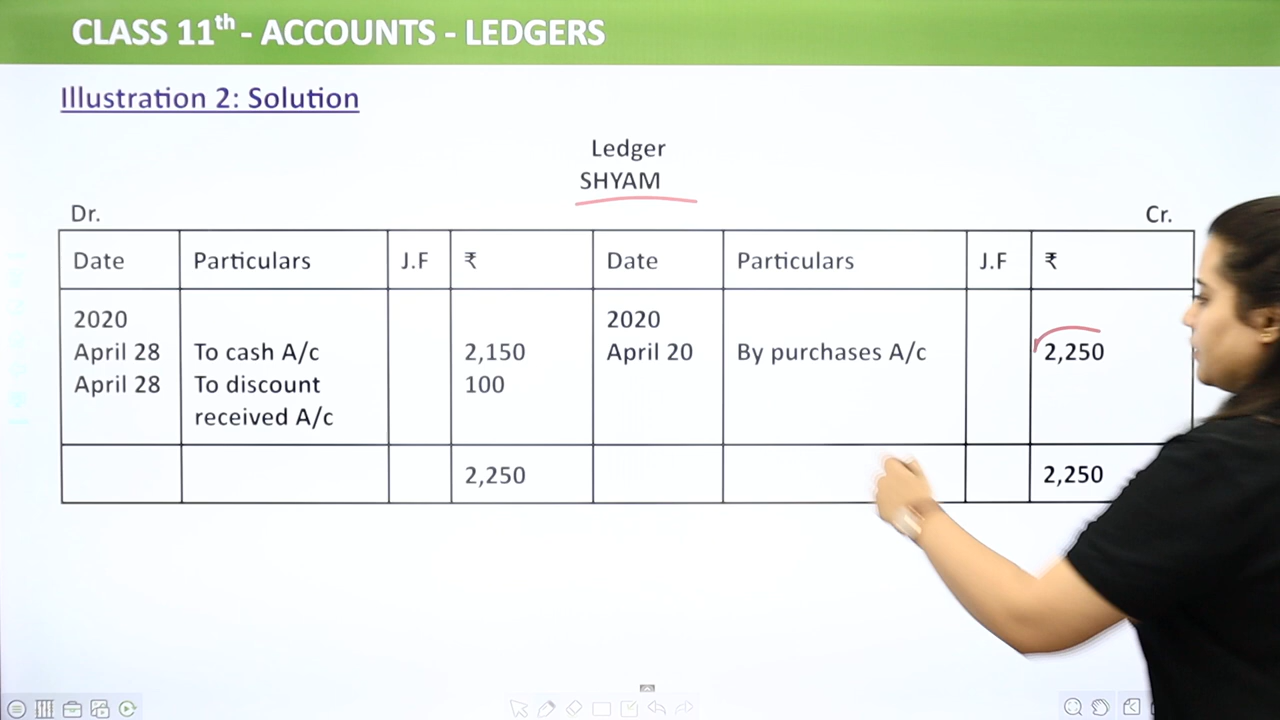 CLASS 11th - ACCOUNTS - LEDGERS
Illustration 2: Solution
Ledger
SHYAM
Dr. Cr.
Date Particulars J.F ₹ Date Particulars J.F ₹
2020 2020
April 28 To cash A/c 2,150 April 20 By purchases A/c 2,250
April 28 To discount 100
received A/c
2,250 2,250